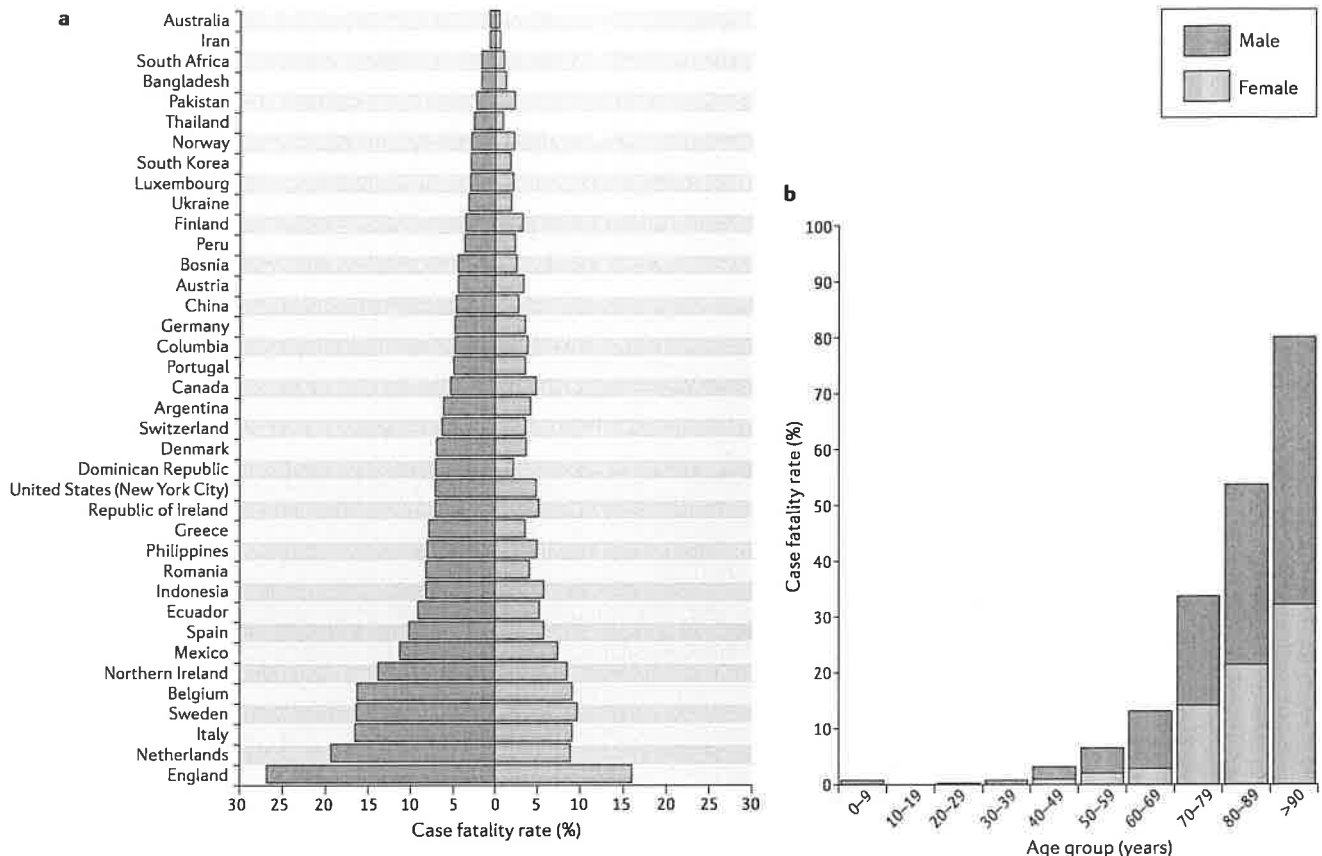 a
Australia
Iran
South Africa
Bangladesh
Pakistan
Thailand
Norway
South Korea
Luxembourg
Ukraine
Finland
Peru
Bosnia
Austria
China
Germany
Columbia
Portugal
Canada
Argentina
Switzerland
Denmark
Dominican Republic
United States (New York City)
Republic of Ireland
Greece
Philippines
Romania
Indonesia
Ecuador
Spain
Mexico
Northern Ireland
Belgium
Sweden
Italy
Netherlands
England
30 25 20 15 10 5 0 5 10 15 20 25 30
Case fatality rate (%)
Male
Female
b
100
90
80
70
60
50
40
30
20
10
0
Case fatality rate (%)
0–9 10–19 20–29 30–39 40–49 50–59 60–69 70–79 80–89 >90
Age group (years)